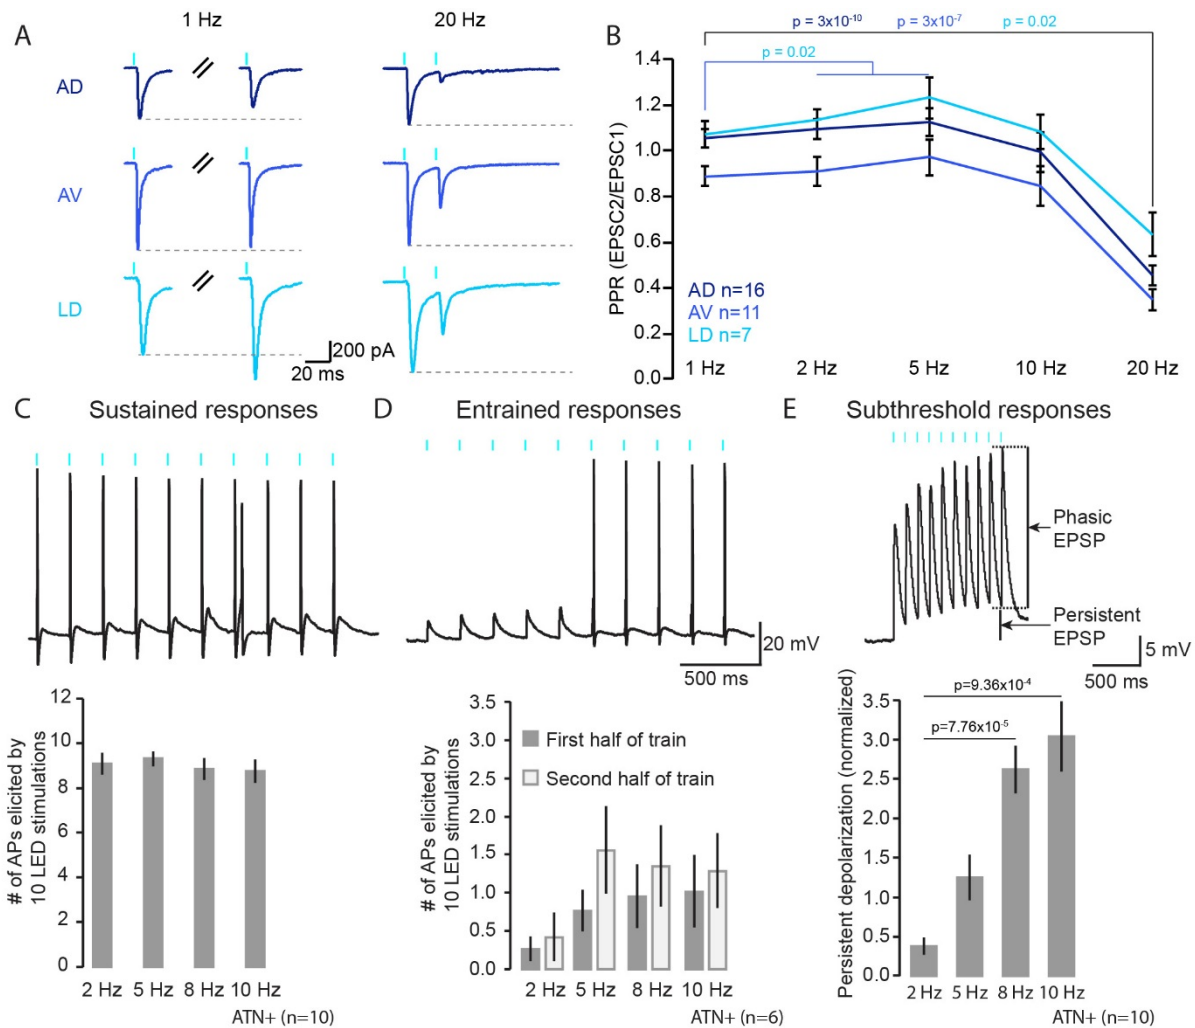 A
1 Hz
20 Hz
AD
AV
LD
200 pA
20 ms
B
p = 3x10⁻¹⁰
p = 3x10⁻⁷
p = 0.02
p = 0.02
PPR (EPSC2/EPSC1)
1.4
1.2
1.0
0.8
0.6
0.4
0.2
0.0
AD n=16
AV n=11
LD n=7
1 Hz
2 Hz
5 Hz
10 Hz
20 Hz
C
Sustained responses
# of APs elicited by
10 LED stimulations
12
10
8
6
4
2
0
2 Hz
5 Hz
8 Hz
10 Hz
ATN+ (n=10)
D
Entrained responses
20 mV
500 ms
# of APs elicited by
10 LED stimulations
3.5
3.0
2.5
2.0
1.5
1.0
0.5
0.0
First half of train
Second half of train
2 Hz
5 Hz
8 Hz
10 Hz
ATN+ (n=6)
E
Subthreshold responses
Phasic
EPSP
Persistent
EPSP
5 mV
500 ms
Persistent depolarization (normalized)
3.5
3.0
2.5
2.0
1.5
1.0
0.5
0.0
p=9.36x10⁻⁴
p=7.76x10⁻⁵
2 Hz
5 Hz
8 Hz
10 Hz
ATN+ (n=10)